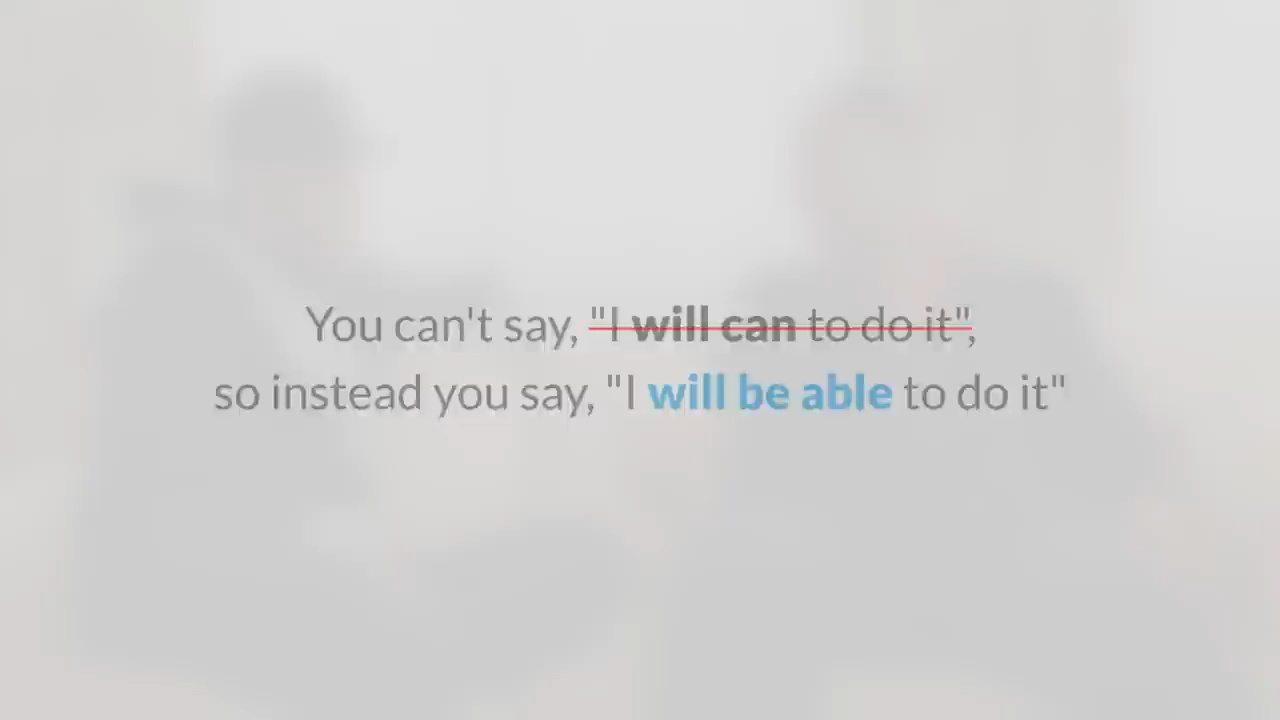 You can't say, "I will can to do it",
so instead you say, "I will be able to do it"